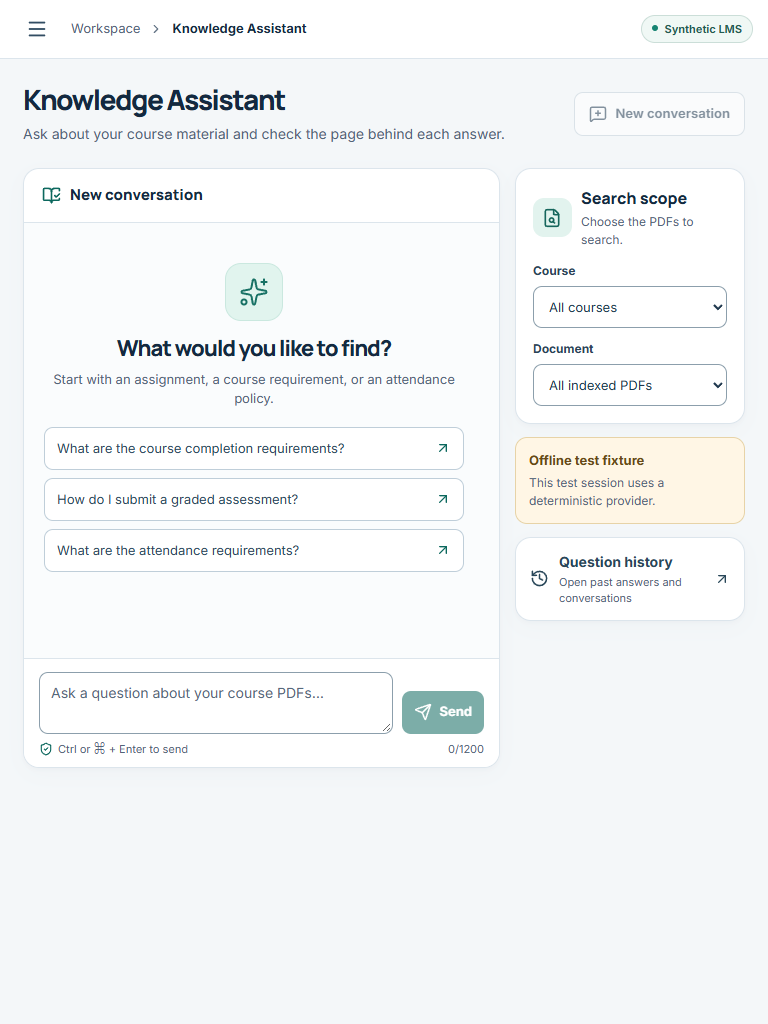 Workspace > Knowledge Assistant
Synthetic LMS
Knowledge Assistant
Ask about your course material and check the page behind each answer.
New conversation
New conversation
What would you like to find?
Start with an assignment, a course requirement, or an attendance
policy.
What are the course completion requirements?
How do I submit a graded assessment?
What are the attendance requirements?
Ask a question about your course PDFs...
Send
Ctrl or ⌘ + Enter to send
0/1200
Search scope
Choose the PDFs to
search.
Course
All courses
Document
All indexed PDFs
Offline test fixture
This test session uses a
deterministic provider.
Question history
Open past answers and
conversations